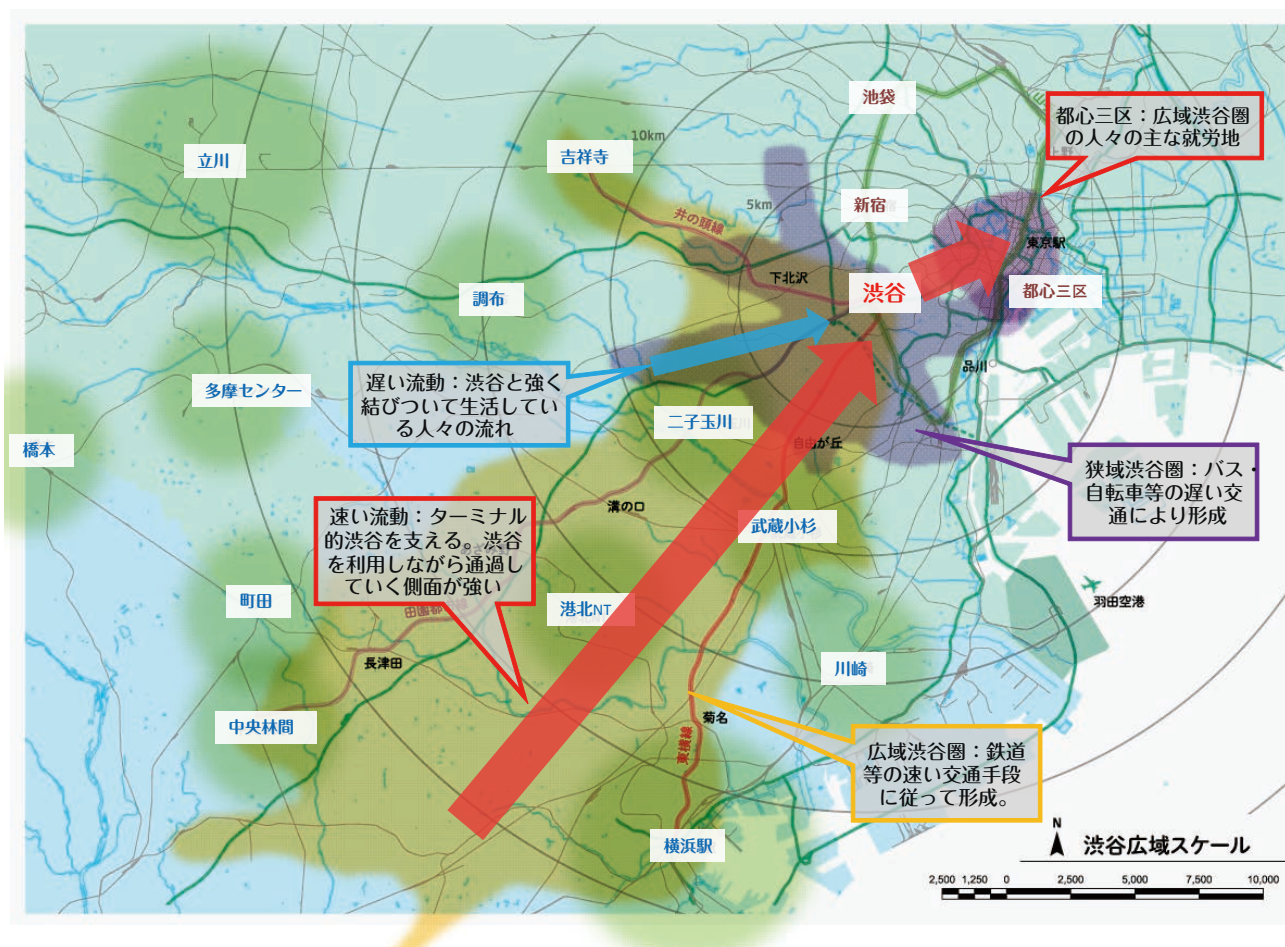 池袋
都心三区：広域渋谷圏
の人々の主な就労地
上野
10km
吉祥寺
立川
5km
新宿
井の頭線
東京駅
下北沢
渋谷
都心三区
調布
品川
遅い流動：渋谷と強く
結びついて生活してい
る人々の流れ
多摩センター
二子玉川
橋本
自由が丘
狭域渋谷圏：バス・
自転車等の遅い交
通により形成
速い流動：ターミナル
的渋谷を支える。渋谷
を利用しながら通過し
ていく側面が強い
溝の口
武蔵小杉
町田
港北NT
羽田空港
長津田
川崎
中央林間
菊名
東横線
広域渋谷圏：鉄道
等の速い交通手段
に従って形成。
横浜駅
N
渋谷広域スケール
2,500 1,250 0 2,500 5,000 7,500 10,000